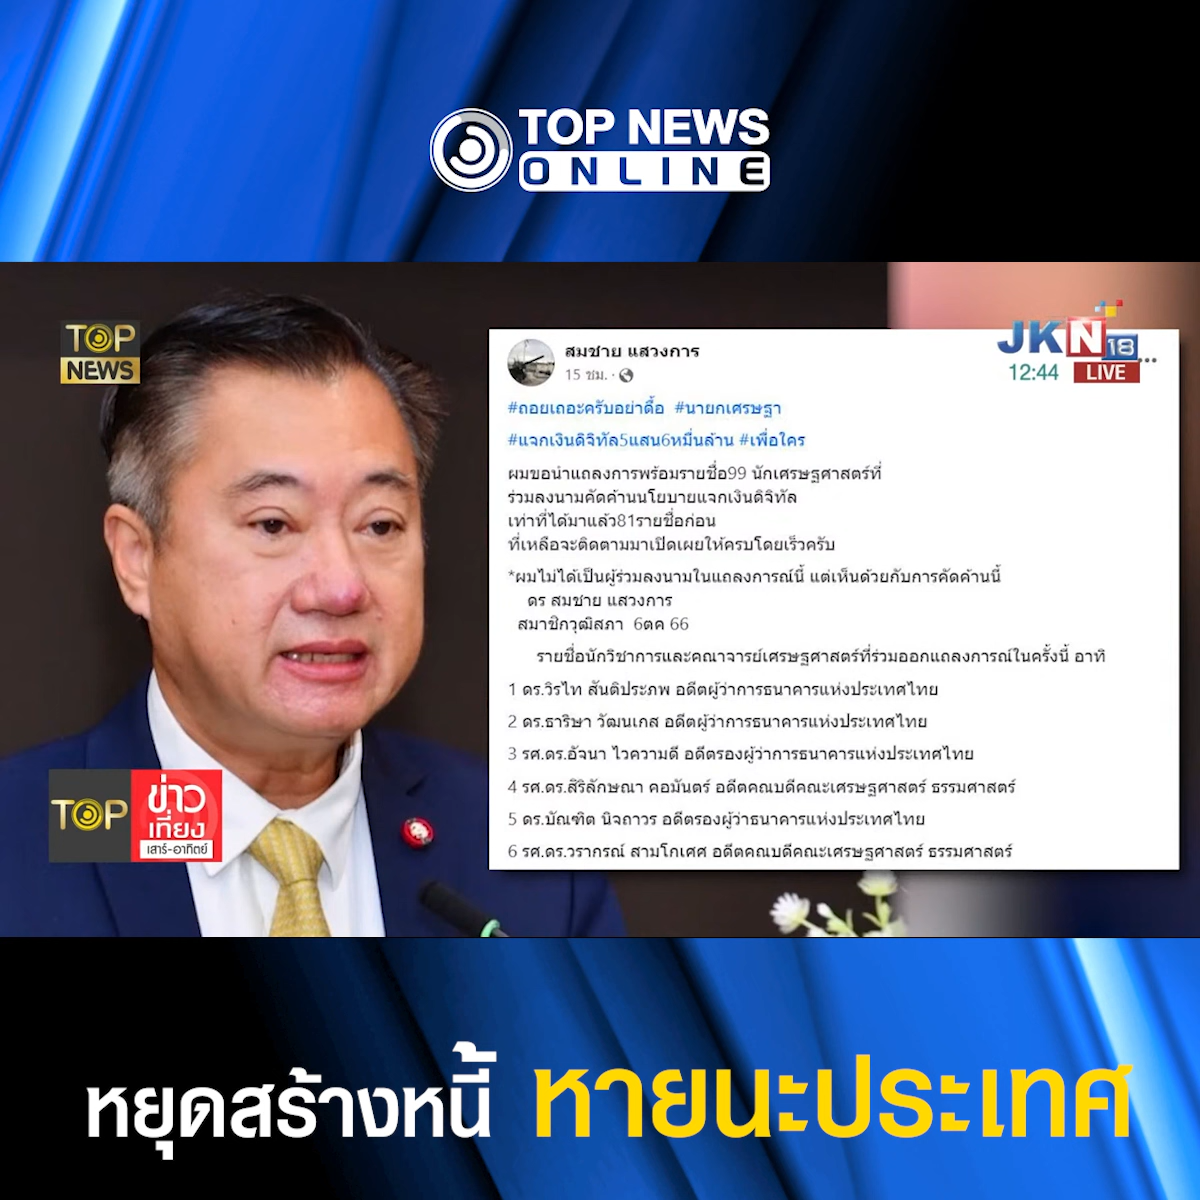 TOP NEWS
ONLINE
TOP
NEWS
JKN18
12:44 LIVE
สมชาย แสวงการ
15 ชม. ·
#ถอยเถอะครับอย่าดื้อ #นายกเศรษฐา
#แจกเงินดิจิทัล5แสน6หมื่นล้าน #เพื่อใคร
ผมขอนำแถลงการพร้อมรายชื่อ99 นักเศรษฐศาสตร์ที่
ร่วมลงนามคัดค้านนโยบายแจกเงินดิจิทัล
เท่าที่ได้มาแล้ว81รายชื่อก่อน
ที่เหลือจะติดตามมาเปิดเผยให้ครบโดยเร็วครับ
*ผมไม่ได้เป็นผู้ร่วมลงนามในแถลงการณ์นี้ แต่เห็นด้วยกับการคัดค้านนี้
ดร สมชาย แสวงการ
สมาชิกวุฒิสภา 6ตค 66
รายชื่อนักวิชาการและคณาจารย์เศรษฐศาสตร์ที่ร่วมออกแถลงการณ์ในครั้งนี้ อาทิ
1 ดร.วิรไท สันติประภพ อดีตผู้ว่าการธนาคารแห่งประเทศไทย
2 ดร.ธาริษา วัฒนเกส อดีตผู้ว่าการธนาคารแห่งประเทศไทย
3 รศ.ดร.อัจนา ไวความดี อดีตรองผู้ว่าการธนาคารแห่งประเทศไทย
4 รศ.ดร.สิริลักษณา คอมันตร์ อดีตคณบดีคณะเศรษฐศาสตร์ ธรรมศาสตร์
5 ดร.บัณฑิต นิจถาวร อดีตรองผู้ว่าธนาคารแห่งประเทศไทย
6 รศ.ดร.วรากรณ์ สามโกเศศ อดีตคณบดีคณะเศรษฐศาสตร์ ธรรมศาสตร์
TOP ข่าว
เที่ยง
เสาร์-อาทิตย์
หยุดสร้างหนี้ หายนะประเทศ